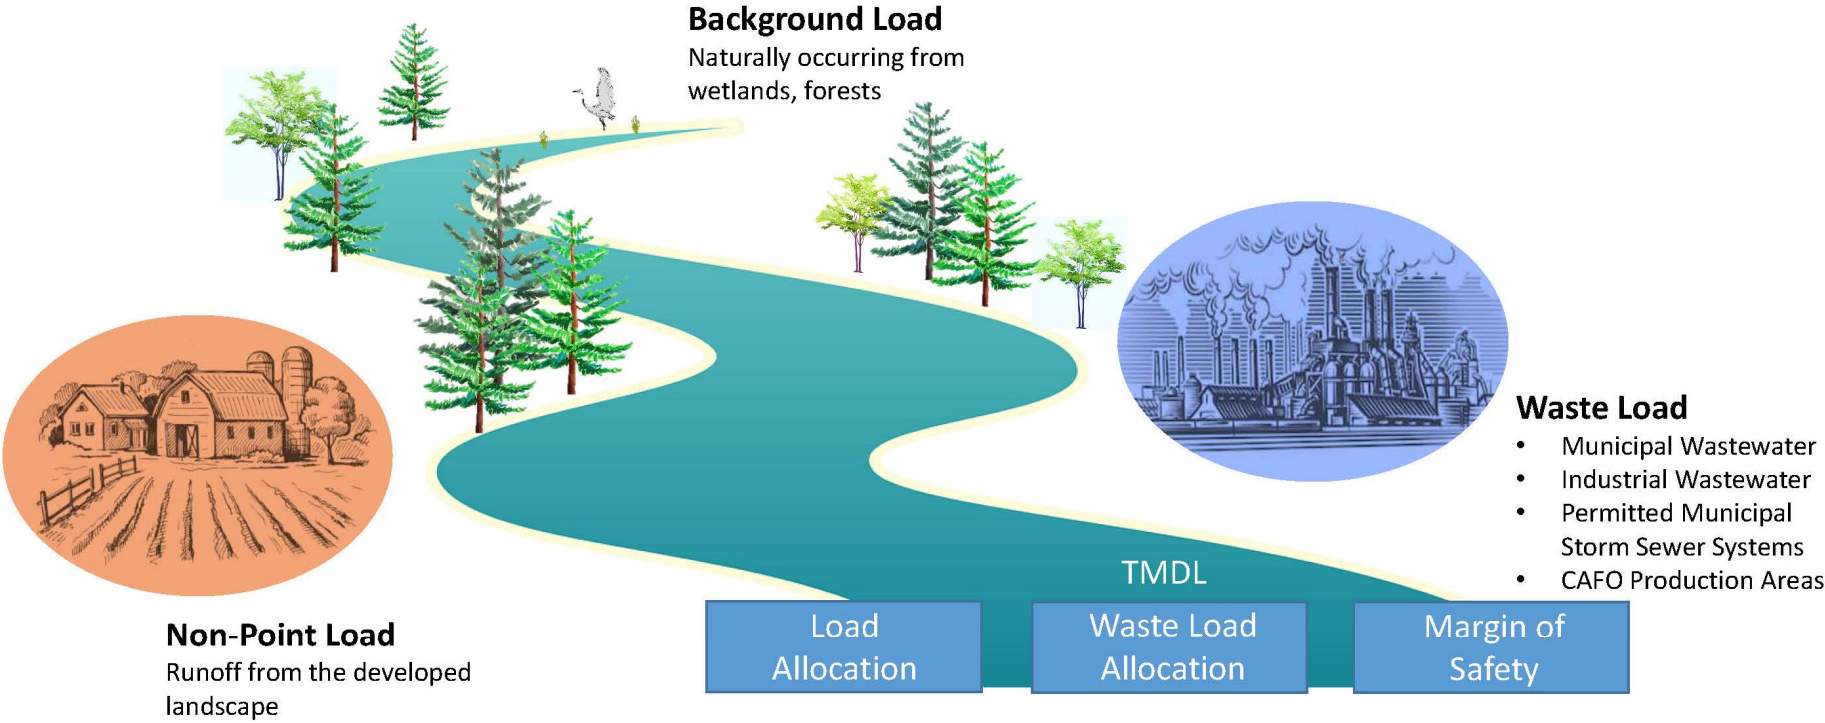 Background Load
Naturally occurring from
wetlands, forests
Waste Load
• Municipal Wastewater
• Industrial Wastewater
• Permitted Municipal
Storm Sewer Systems
• CAFO Production Areas
Non-Point Load
Runoff from the developed
landscape
TMDL
Load
Allocation
Waste Load
Allocation
Margin of
Safety